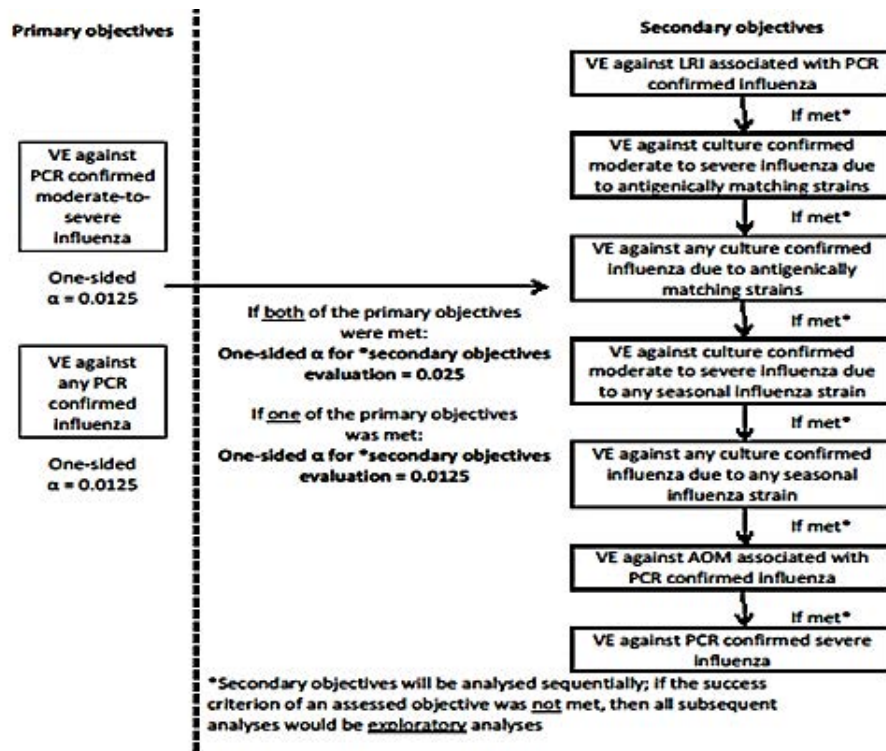 Primary objectives
VE against
PCR confirmed
moderate-to-
severe
influenza
One-sided
α = 0.0125
VE against
any PCR
confirmed
influenza
One-sided
α = 0.0125
If both of the primary objectives
were met:
One-sided α for *secondary objectives
evaluation = 0.025
If one of the primary objectives
was met:
One-sided α for *secondary objectives
evaluation = 0.0125
Secondary objectives
VE against LRI associated with PCR
confirmed influenza
If met*
VE against culture confirmed
moderate to severe influenza due
to antigenically matching strains
If met*
VE against any culture confirmed
influenza due to antigenically
matching strains
If met*
VE against culture confirmed
moderate to severe influenza due
to any seasonal influenza strain
If met*
VE against any culture confirmed
influenza due to any seasonal
influenza strain
If met*
VE against AOM associated with
PCR confirmed influenza
If met*
VE against PCR confirmed severe
influenza
*Secondary objectives will be analysed sequentially; if the success
criterion of an assessed objective was not met, then all subsequent
analyses would be exploratory analyses